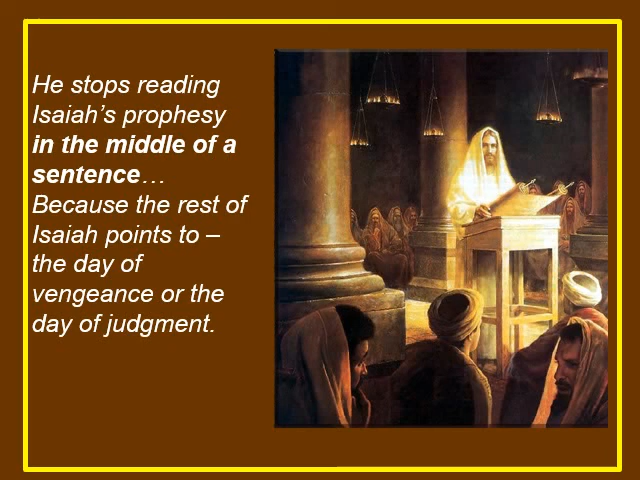 He stops reading
Isaiah’s prophesy
in the middle of a
sentence…
Because the rest of
Isaiah points to –
the day of
vengeance or the
day of judgment.